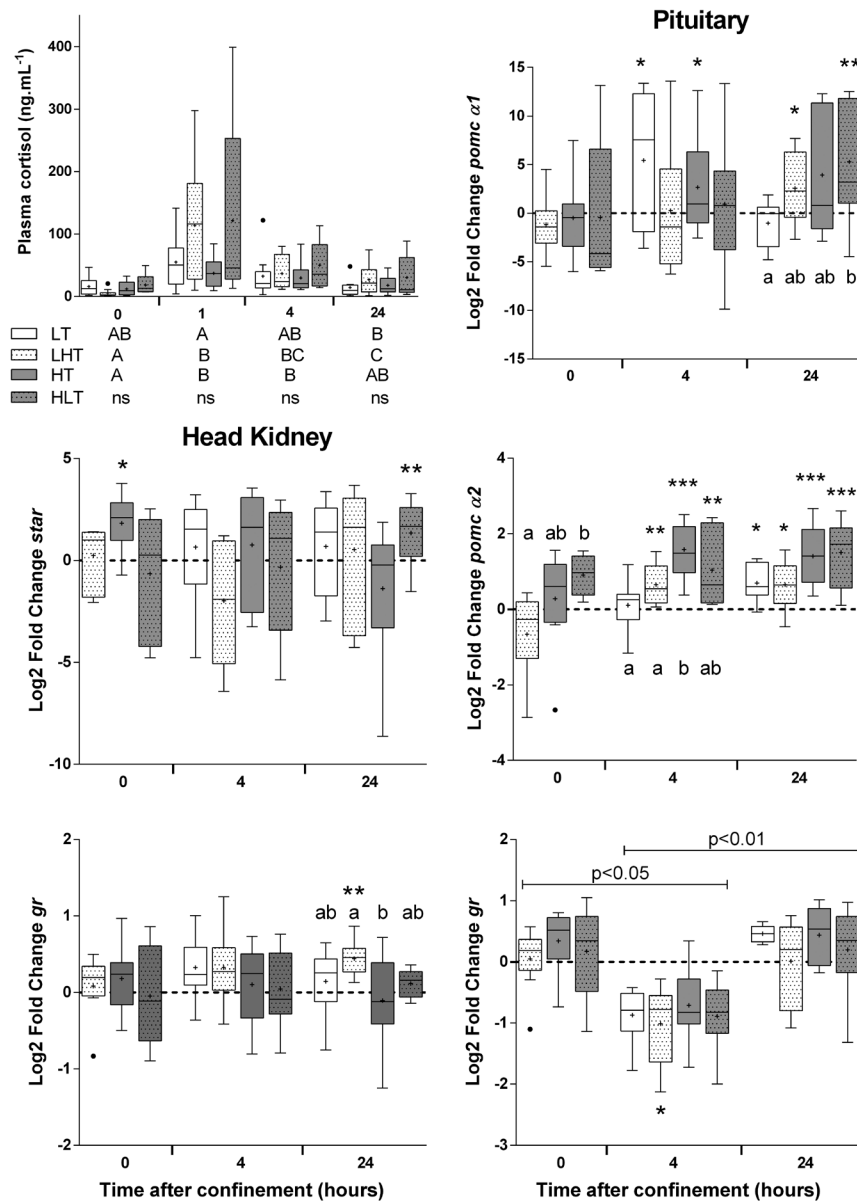 Plasma cortisol (ng.mL-1)
400
300
200
100
0
0 1 4 24
LT AB A AB B
LHT A B BC C
HT A B B AB
HLT ns ns ns ns
Pituitary
Log2 Fold Change pomc α1
15
10
5
0
-5
-10
-15
* * * **
a ab ab b
0 4 24
Head Kidney
Log2 Fold Change star
5
0
-5
-10
* **
0 4 24
Log2 Fold Change pomc α2
4
2
0
-2
-4
a ab b
** *** ** * * *** ***
a a b ab
0 4 24
Log2 Fold Change gr
2
1
0
-1
-2
**
ab a b ab
0 4 24
Time after confinement (hours)
Log2 Fold Change gr
2
1
0
-1
-2
-3
p<0.01
p<0.05
*
0 4 24
Time after confinement (hours)